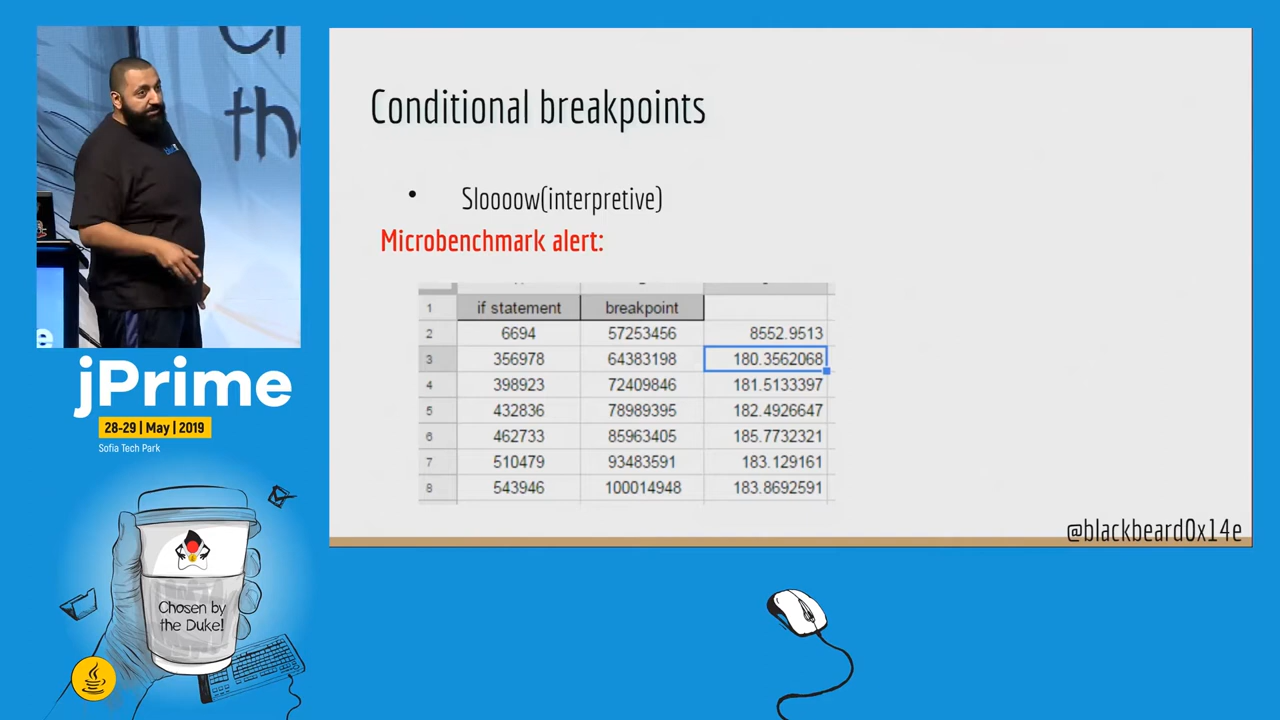 Conditional breakpoints
• Sloooow(interpretive)
Microbenchmark alert:
1 if statement breakpoint
2 6694 57253456 8552.9513
3 356978 64383198 180.3562068
4 398923 72409846 181.5133397
5 432836 78989395 182.4926647
6 462733 85963405 185.7732321
7 510479 93483591 183.129161
8 543946 100014948 183.8692591
@blackbeard0x14e
jPrime
28-29 | May | 2019
Sofia Tech Park
Chosen by
the Duke!